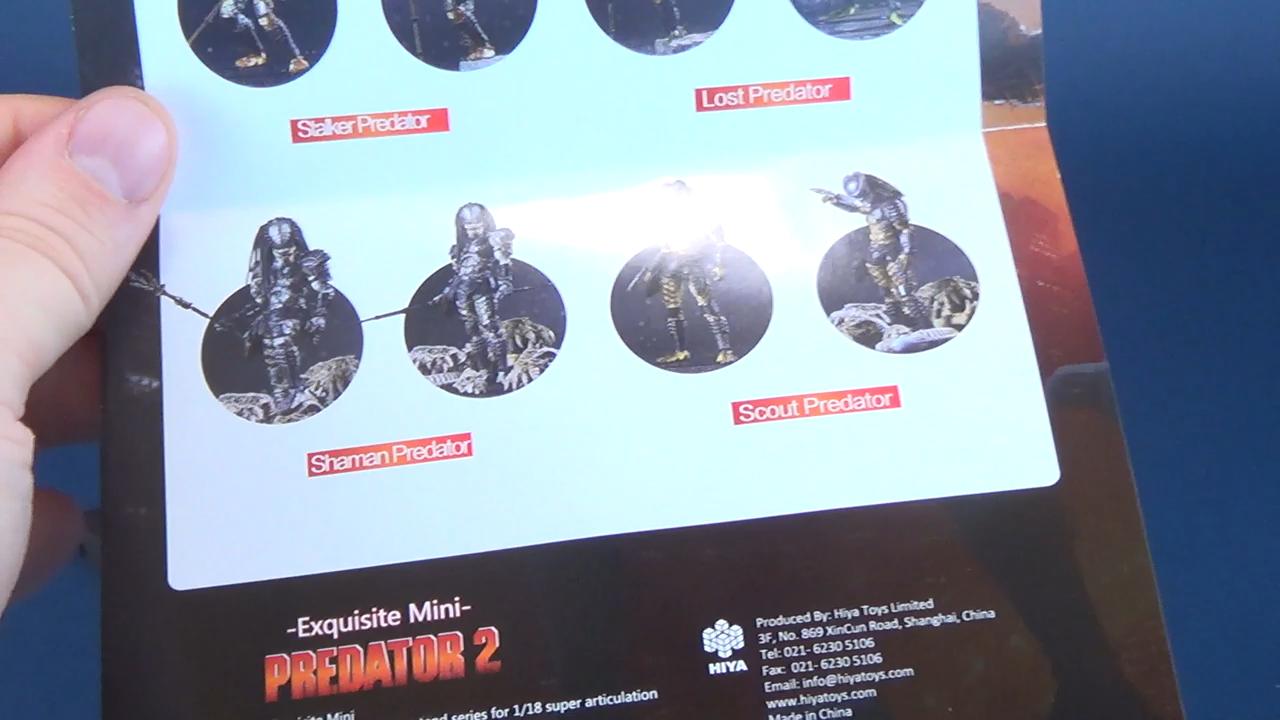 Stalker Predator
Lost Predator
Shaman Predator
Scout Predator
-Exquisite Mini-
PREDATOR 2
Mini
series for 1/18 super articulation
HIYA
Produced By: Hiya Toys Limited
3F, No. 869 XinCun Road, Shanghai, China
Tel: 021- 6230 5106
Fax: 021- 6230 5106
Email: info@hiyatoys.com
www.hiyatoys.com
Made in China